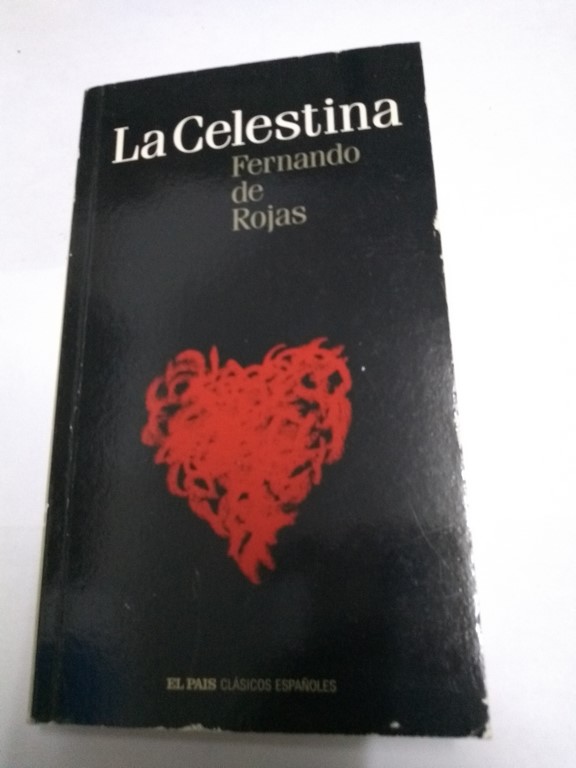 La Celestina
Fernando
de
Rojas
EL PAIS CLÁSICOS ESPAÑOLES